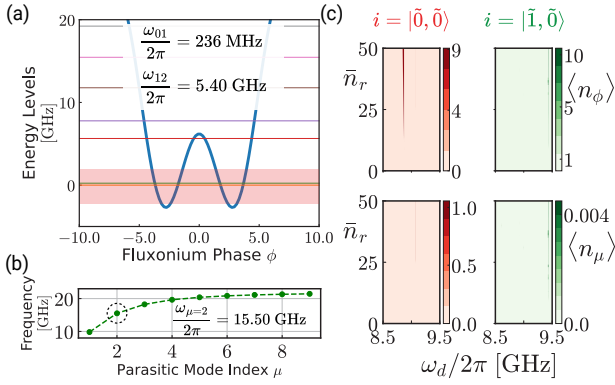 (a)
ω01/2π = 236 MHz
ω12/2π = 5.40 GHz
Energy Levels
[GHz]
20
10
0
-10.0 -5.0 0.0 5.0 10.0
Fluxonium Phase ϕ
(b)
Frequency
[GHz]
20
10
ωμ=2/2π = 15.50 GHz
0 2 4 6 8
Parasitic Mode Index μ
(c)
i = |0̃, 0̃⟩
i = |1̃, 0̃⟩
n̄r
50
25
0
9
4
1
0
10
5
1
⟨nϕ⟩
n̄r
50
25
0
1.0
0.5
0.0
0.004
0.002
0.0
⟨nμ⟩
8.5 9.5 8.5 9.5
ωd/2π [GHz]